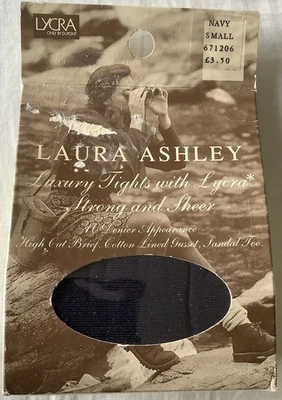 LYCRA
ONLY BY DUPONT
NAVY
SMALL
671206
£3.50
LAURA ASHLEY
Luxury Tights with Lycra*
Strong and Sheer
Denier Appearance
High Cut Brief, Cotton Lined Gusset, Sandal Toe.